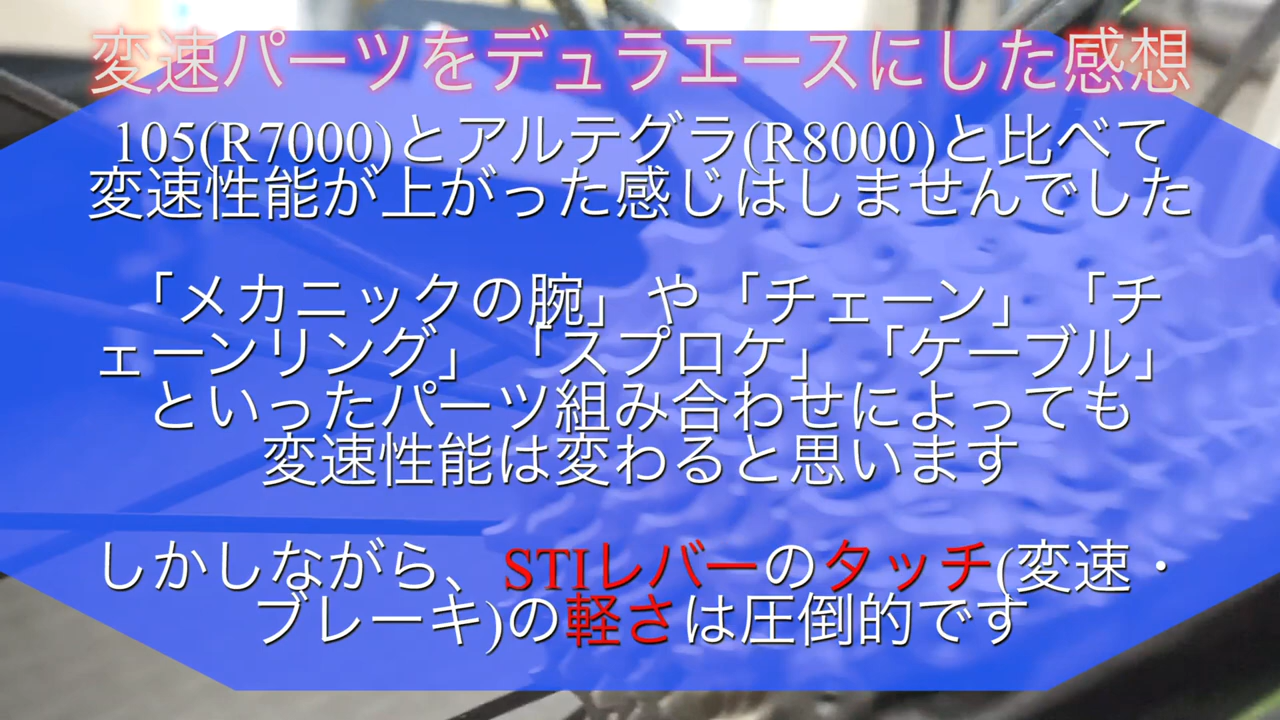 変速パーツをデュラエースにした感想
105(R7000)とアルテグラ(R8000)と比べて
変速性能が上がった感じはしませんでした
「メカニックの腕」や「チェーン」「チ
ェーンリング」「スプロケ」「ケーブル」
といったパーツ組み合わせによっても
変速性能は変わると思います
しかしながら、STIレバーのタッチ(変速・
ブレーキ)の軽さは圧倒的です